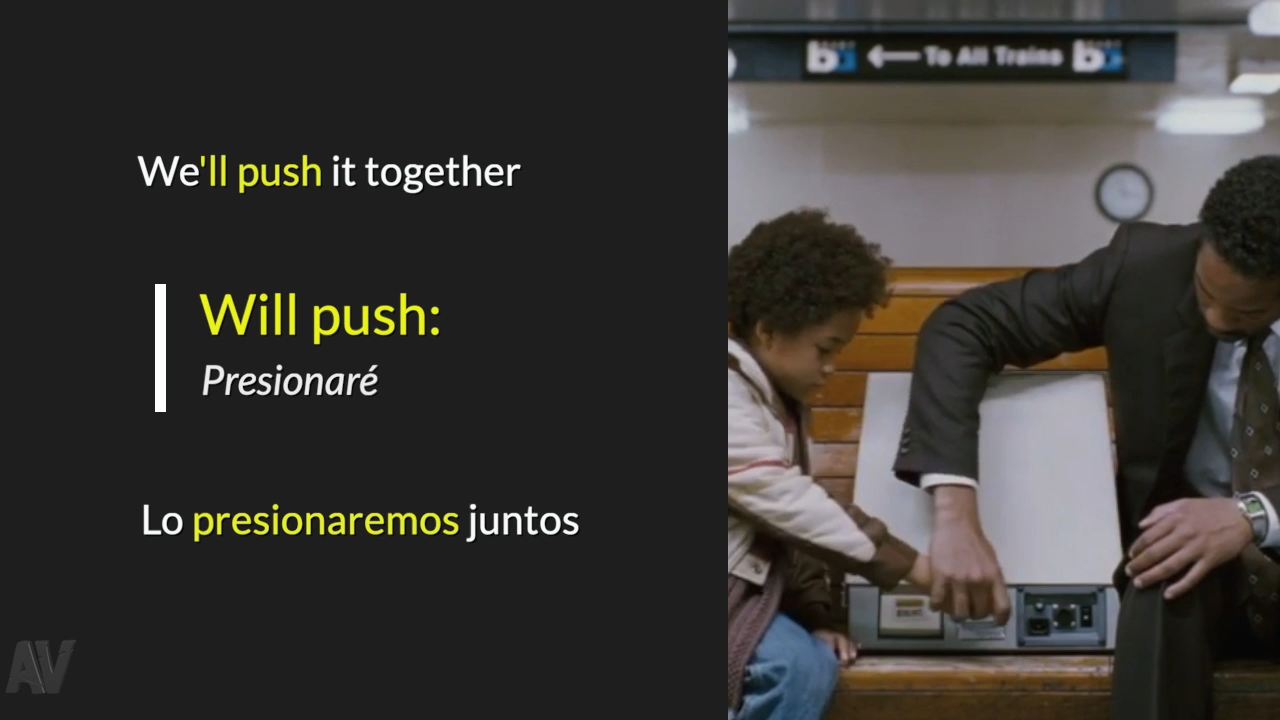 We'll push it together
Will push:
Presionaré
Lo presionaremos juntos
AV
To All Trains